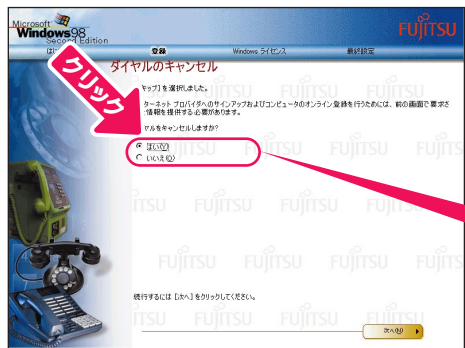 Microsoft
Windows98
Second Edition
FUJITSU
登録
Windows ライセンス
最終設定
クリック
ダイヤルのキャンセル
キップ] を選択しました。
ターネット プロバイダへのサインアップおよびコンピュータのオンライン登録を行うためには、前の画面で要求さ
情報を提供する必要があります。
ヤルをキャンセルしますか?
はい(Y)
いいえ(O)
続行するには [次へ] をクリックしてください。
次へ(N)